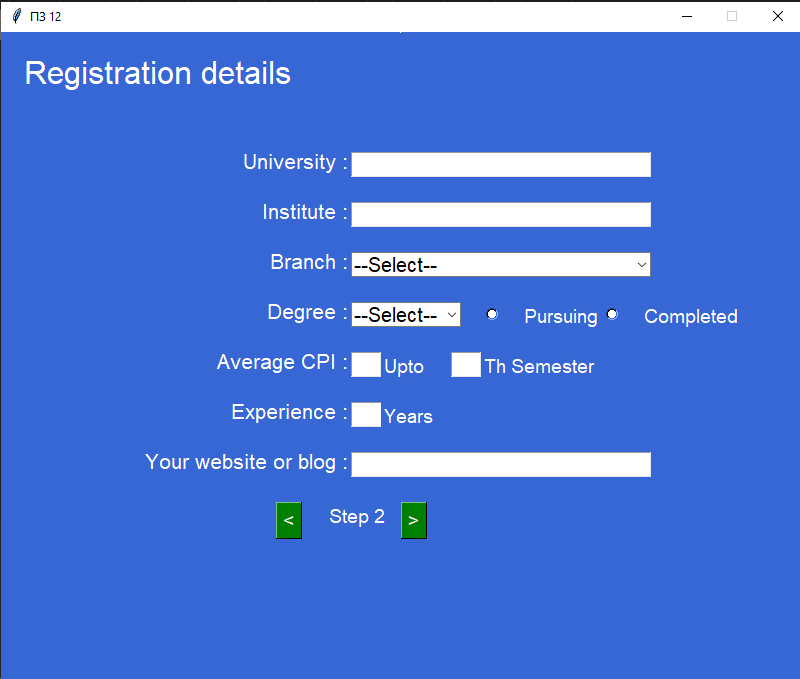 ПЗ 12
Registration details
University :
Institute :
Branch : --Select--
Degree : --Select-- Pursuing Completed
Average CPI : Upto Th Semester
Experience : Years
Your website or blog :
< Step 2 >